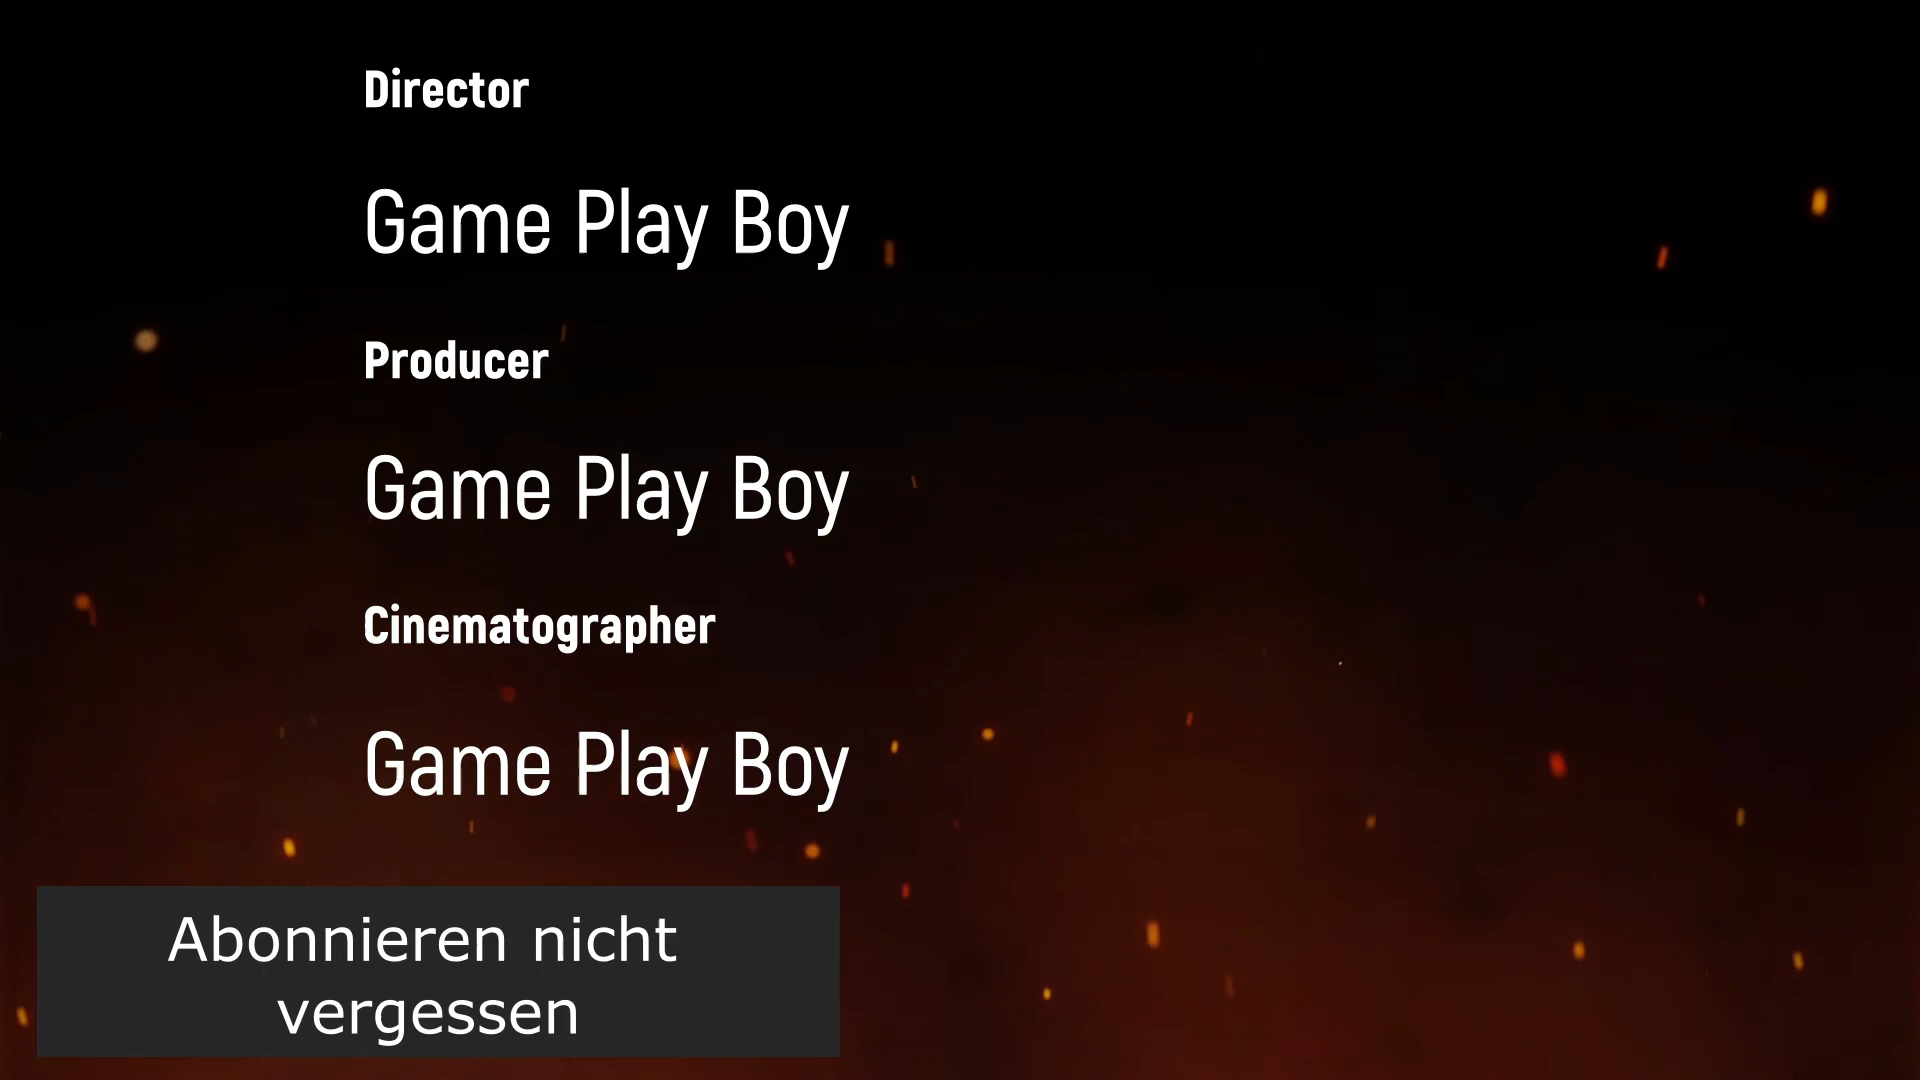 Director
Game Play Boy
Producer
Game Play Boy
Cinematographer
Game Play Boy
Abonnieren nicht
vergessen